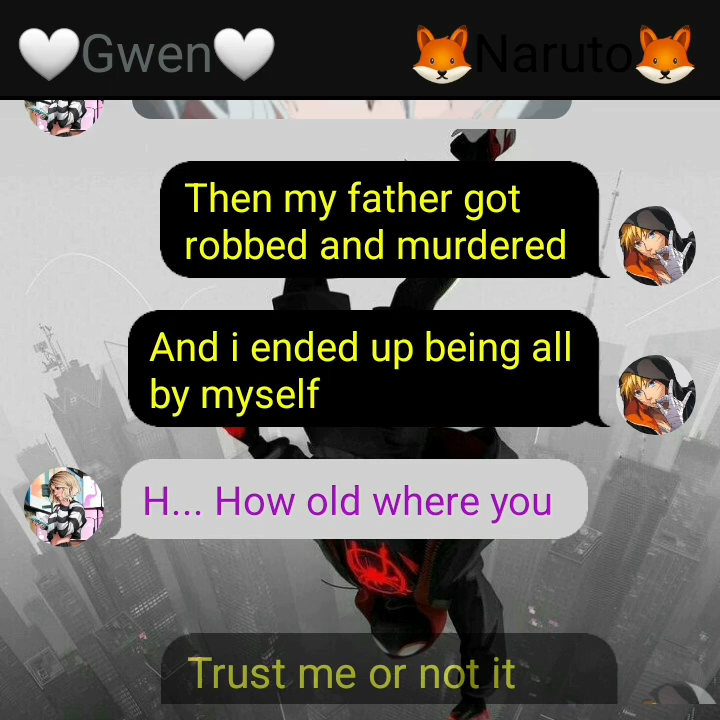 🤍Gwen🤍
🦊Naruto🦊
Then my father got
robbed and murdered
And i ended up being all
by myself
H... How old where you
Trust me or not it